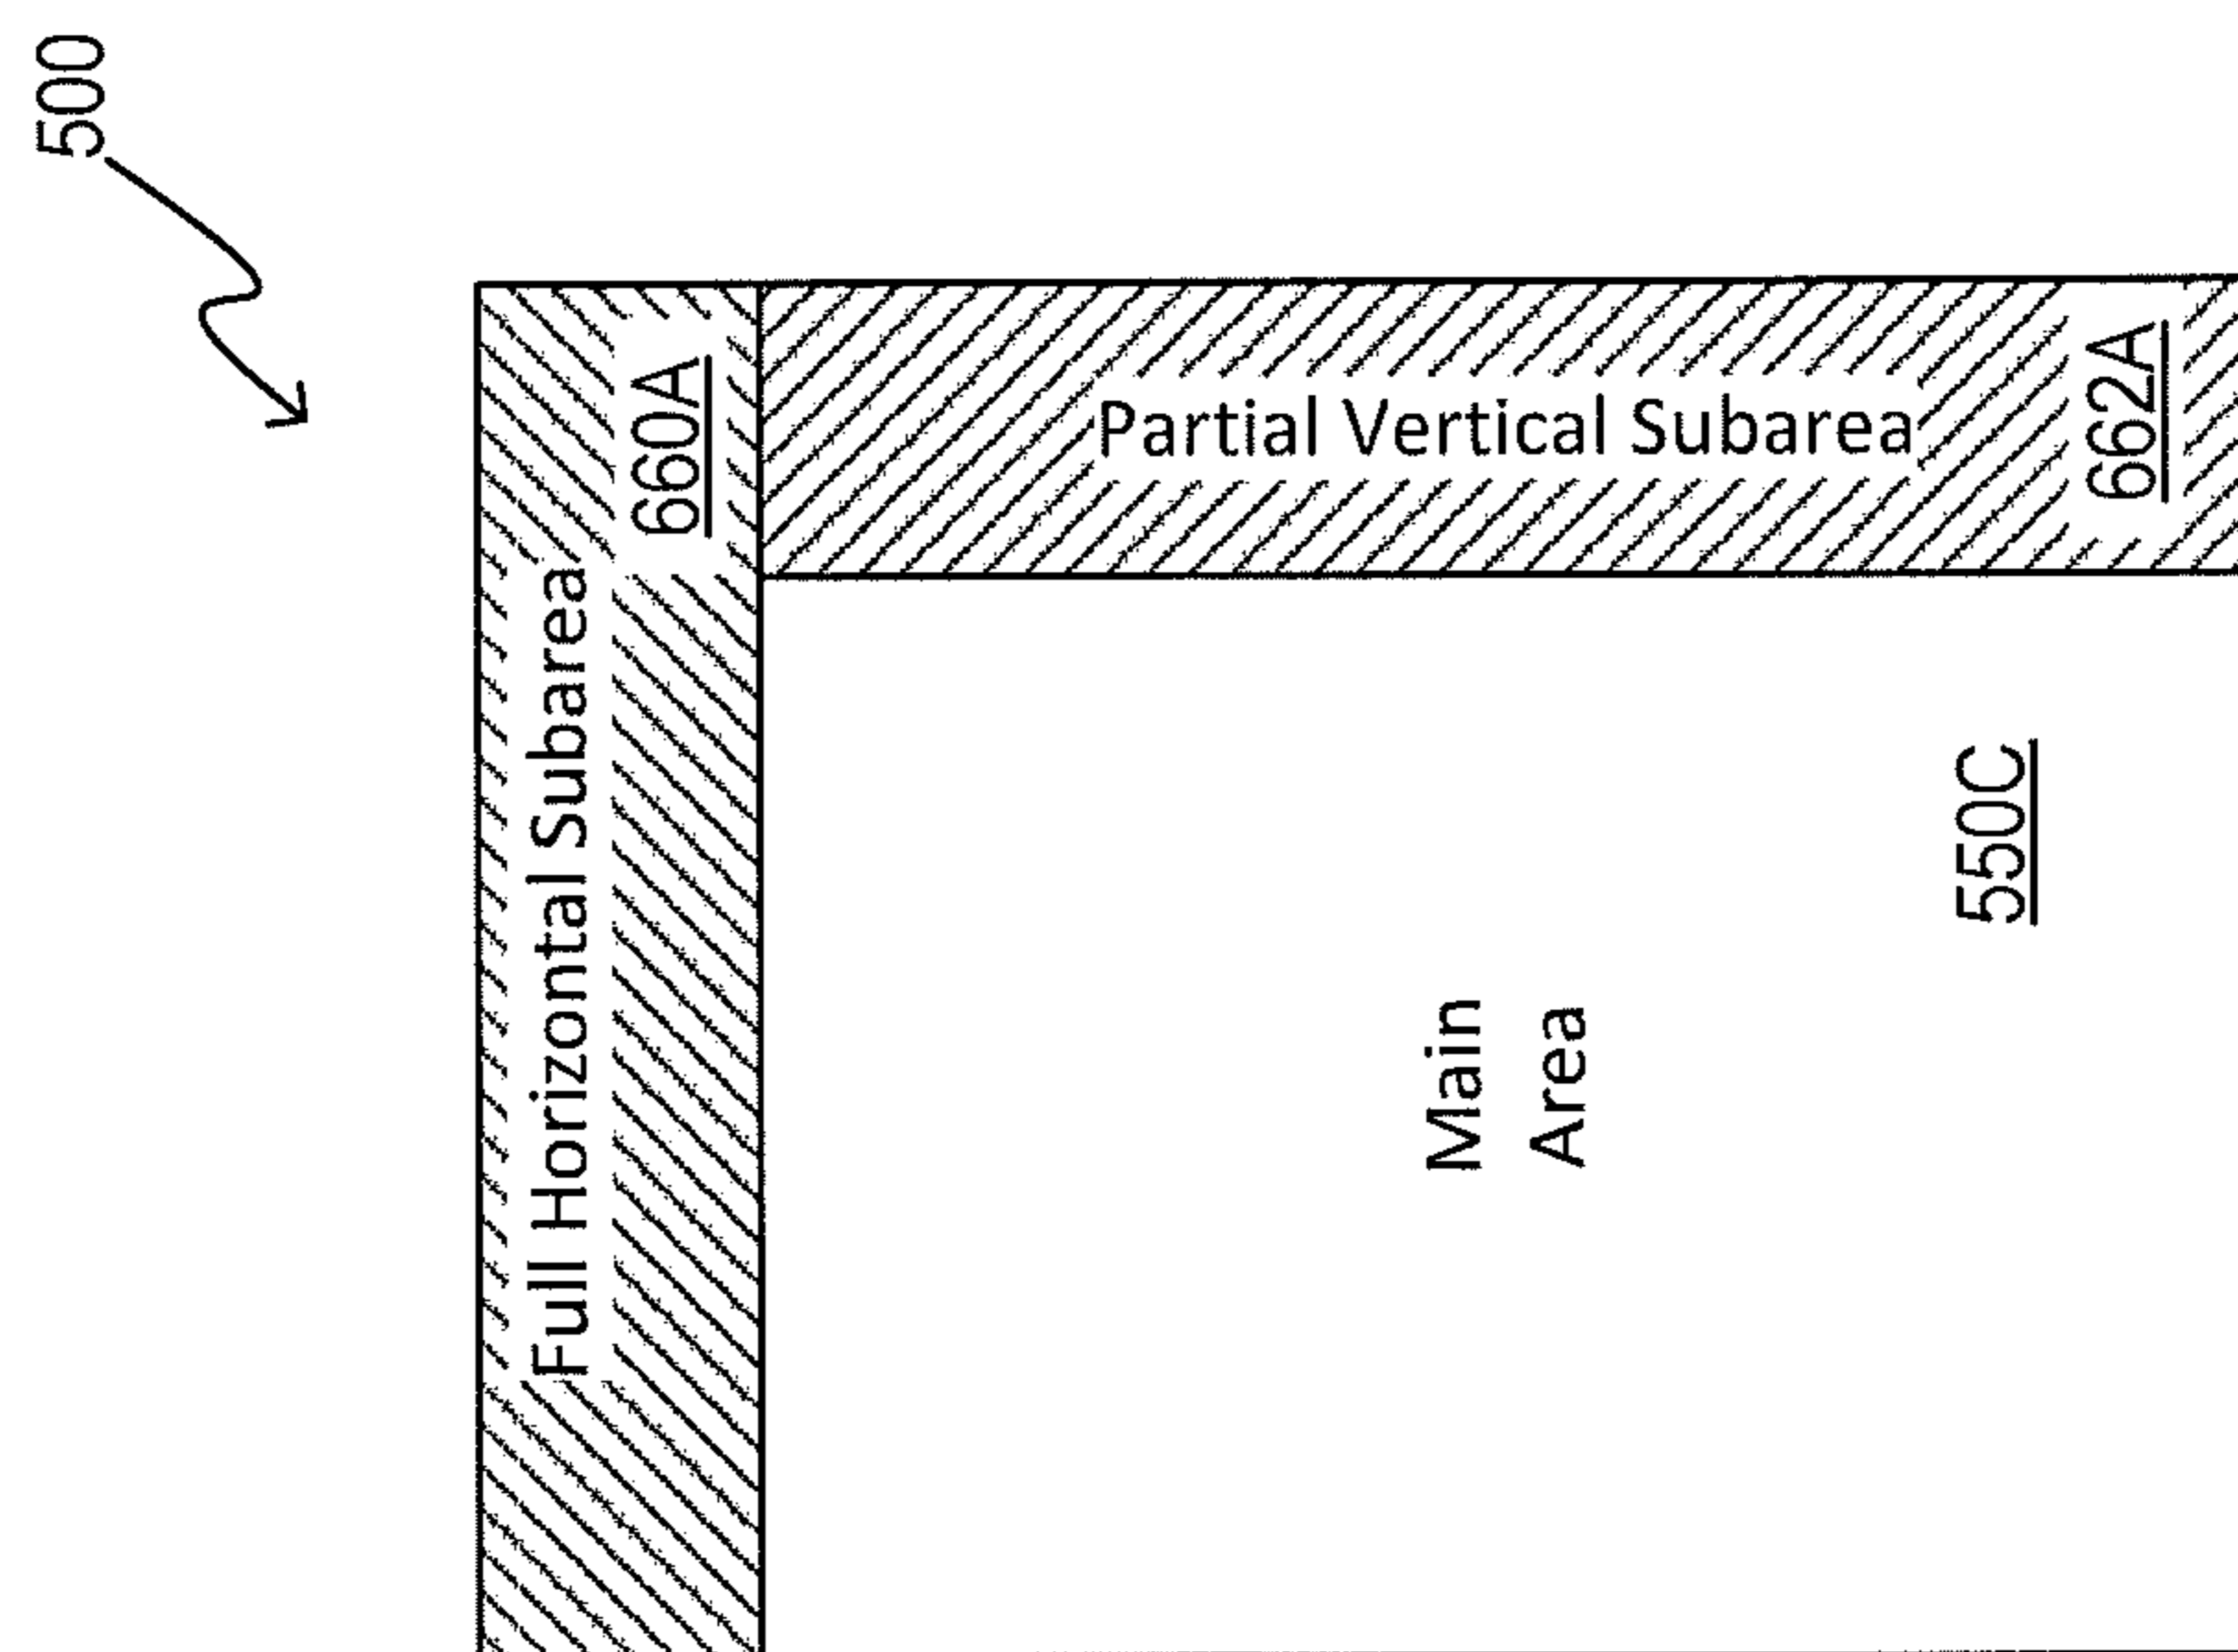 500
Full Horizontal Subarea
660A
Partial Vertical Subarea
662A
Main
Area
550C